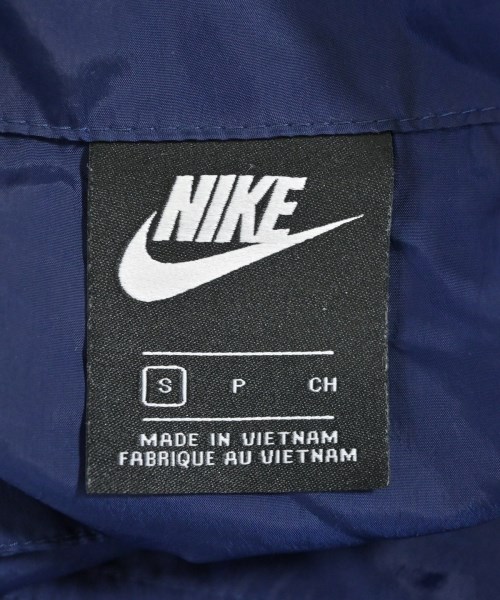 NIKE
S P CH
MADE IN VIETNAM
FABRIQUE AU VIETNAM